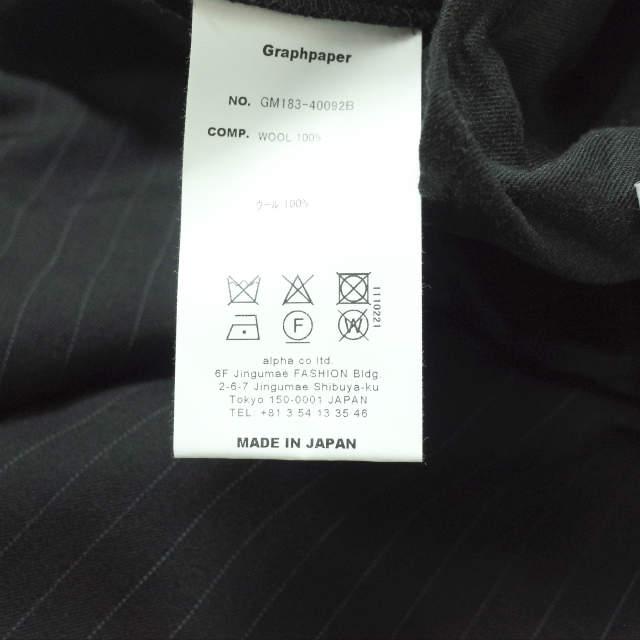 Graphpaper
NO. GM183-40092B
COMP. WOOL 100%
ウール 100%
F
W
1110221
alpha co ltd.
6F Jingumae FASHION Bldg.
2-6-7 Jingumae Shibuya-ku
Tokyo 150-0001 JAPAN
TEL: +81 3 54 13 35 46
MADE IN JAPAN